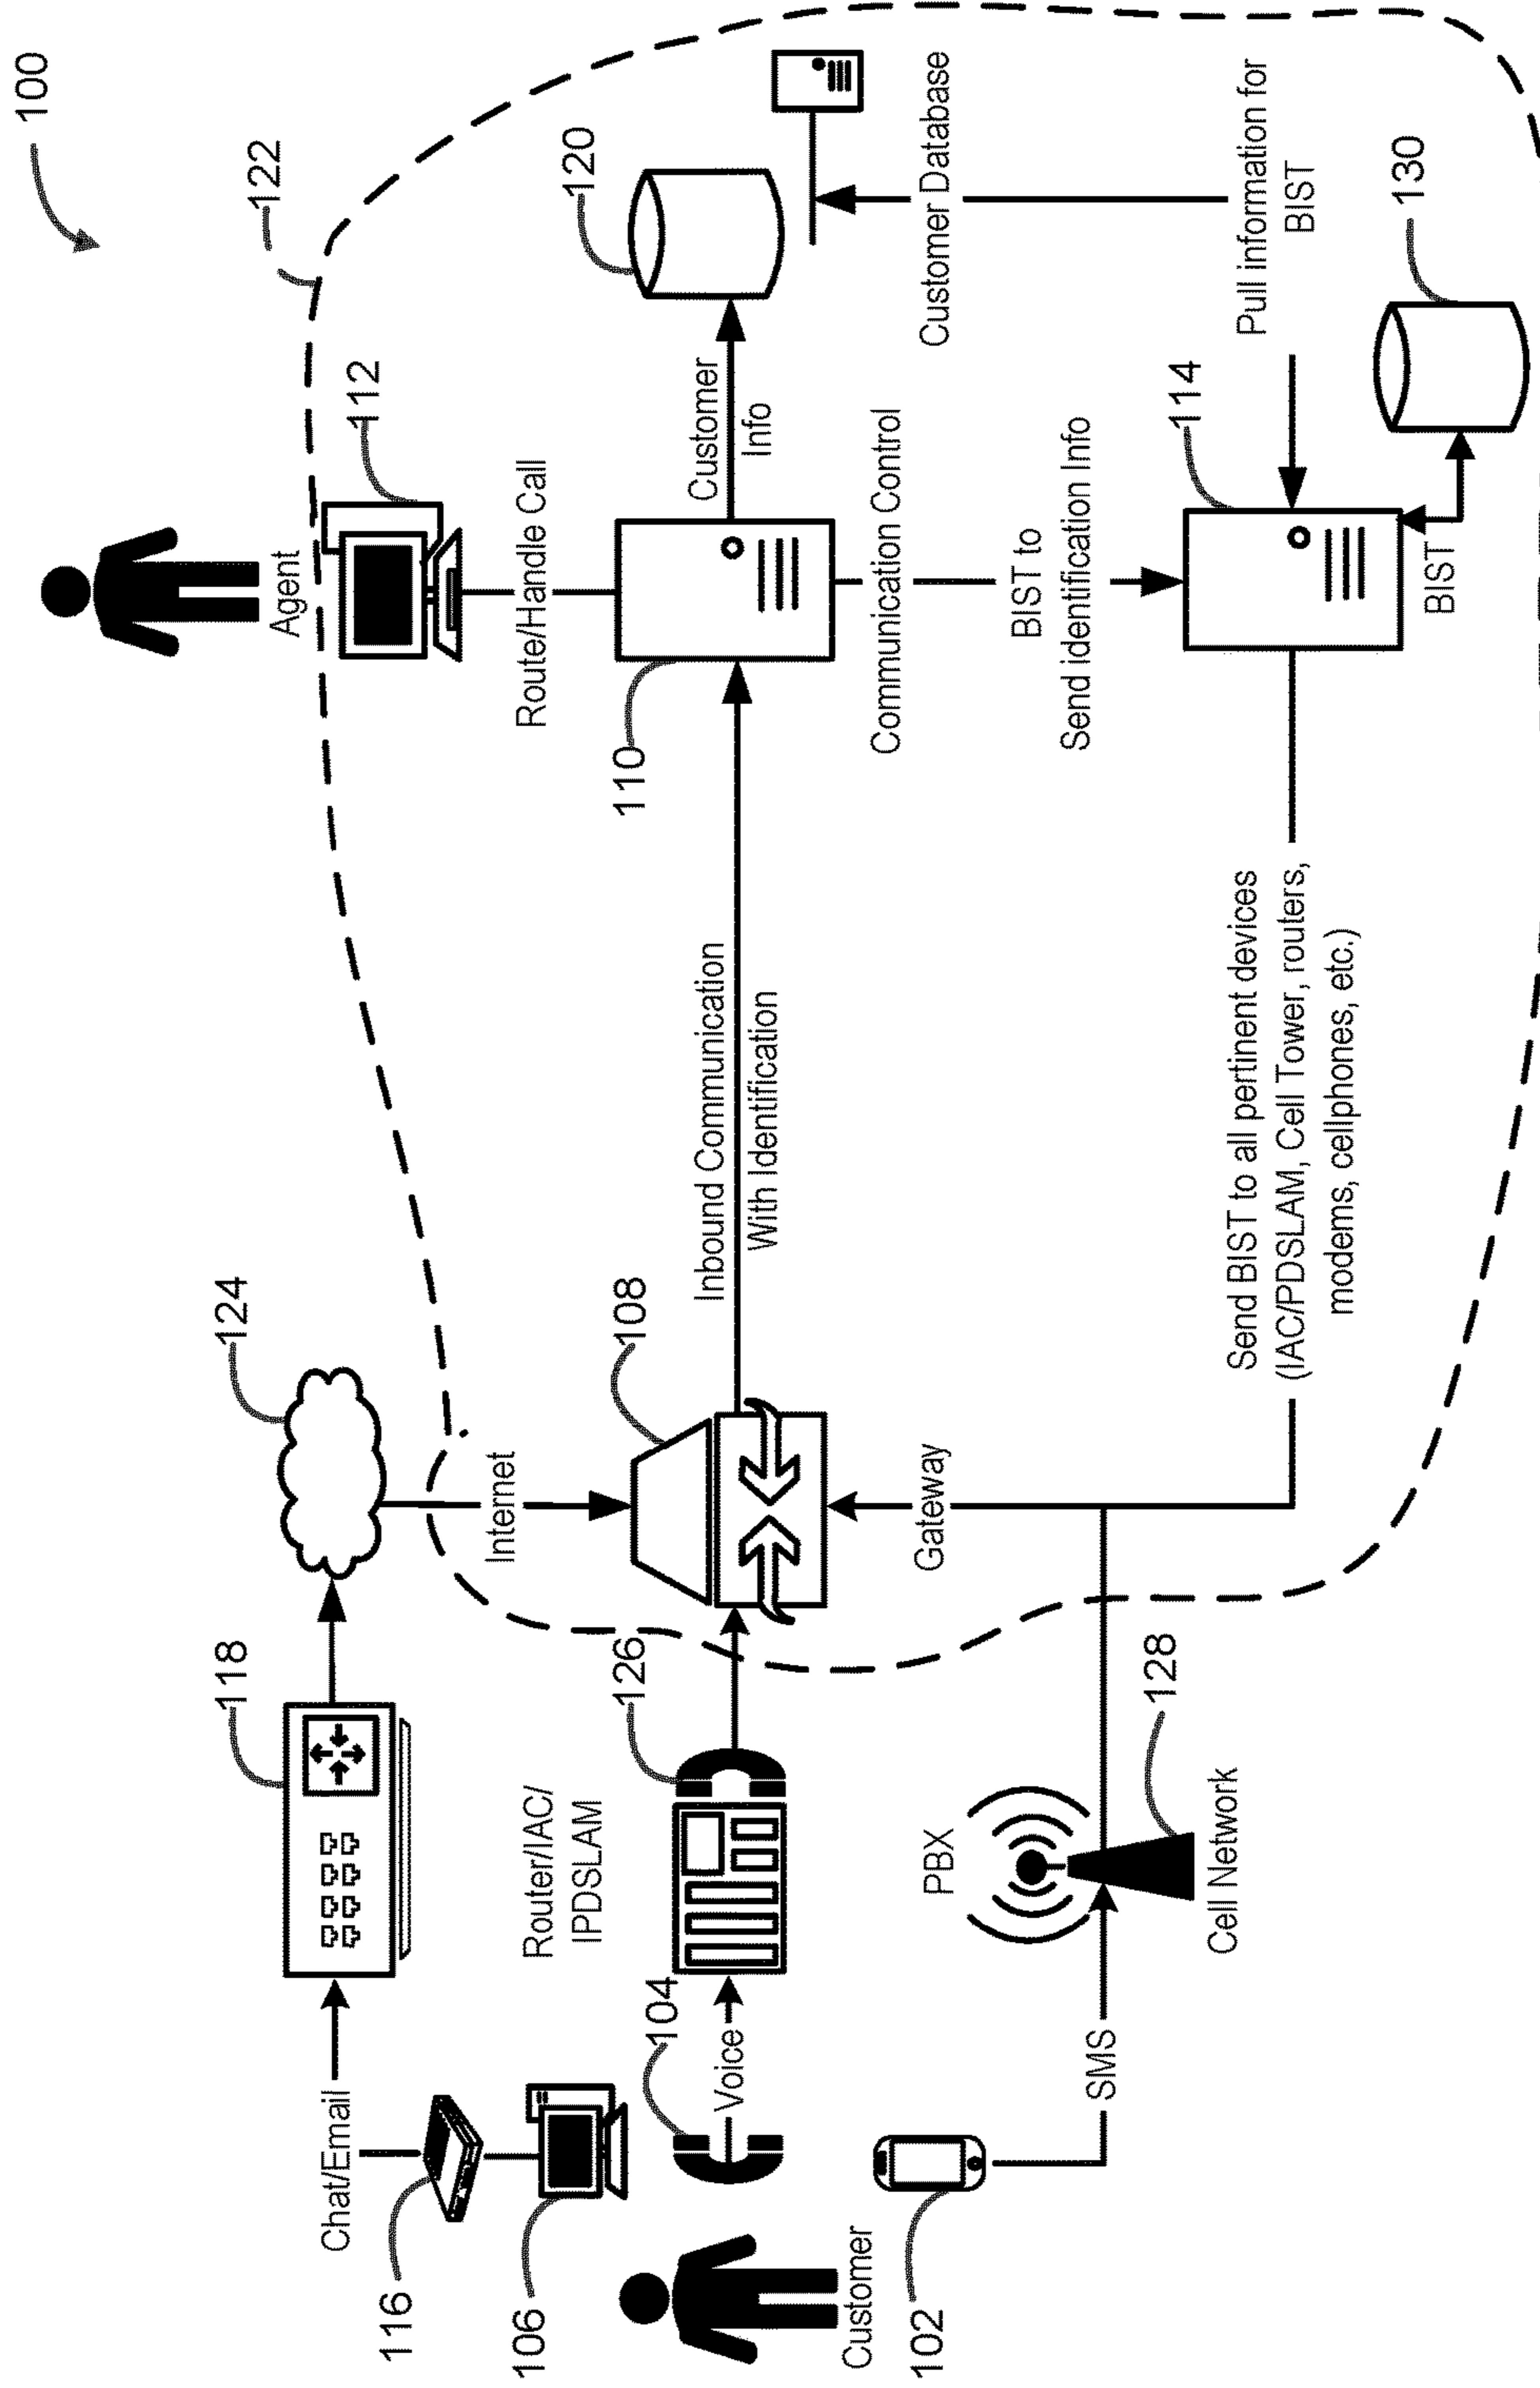 100
122
Agent
112
Route/Handle Call
110
Customer
Info
120
Customer Database
Communication Control
BIST to
Send identification Info
Pull information for
BIST
114
BIST
130
124
Internet
108
Inbound Communication
With Identification
Gateway
Send BIST to all pertinent devices
(IAC/PDSLAM, Cell Tower, routers,
modems, cellphones, etc.)
118
Router/IAC/
IPDSLAM
126
PBX
128
Cell Network
Chat/Email
116
106
104
Voice
Customer
102
SMS